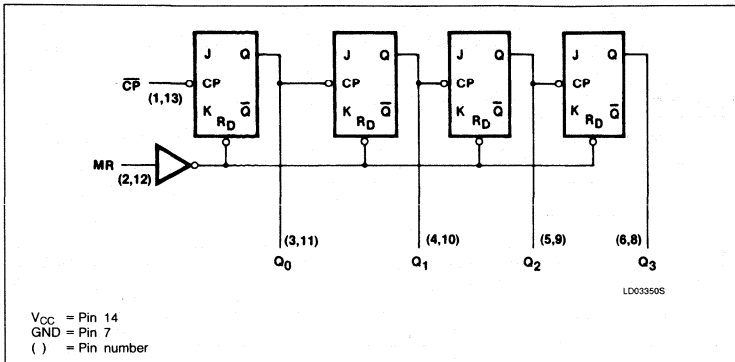 J Q J Q J Q J Q
C̅P̅ CP CP CP CP
(1,13)
K Q̅ K Q̅ K Q̅ K Q̅
R_D R_D R_D R_D
MR
(2,12)
(3,11) (4,10) (5,9) (6,8)
Q₀ Q₁ Q₂ Q₃
LD03350S
V_CC = Pin 14
GND = Pin 7
( ) = Pin number